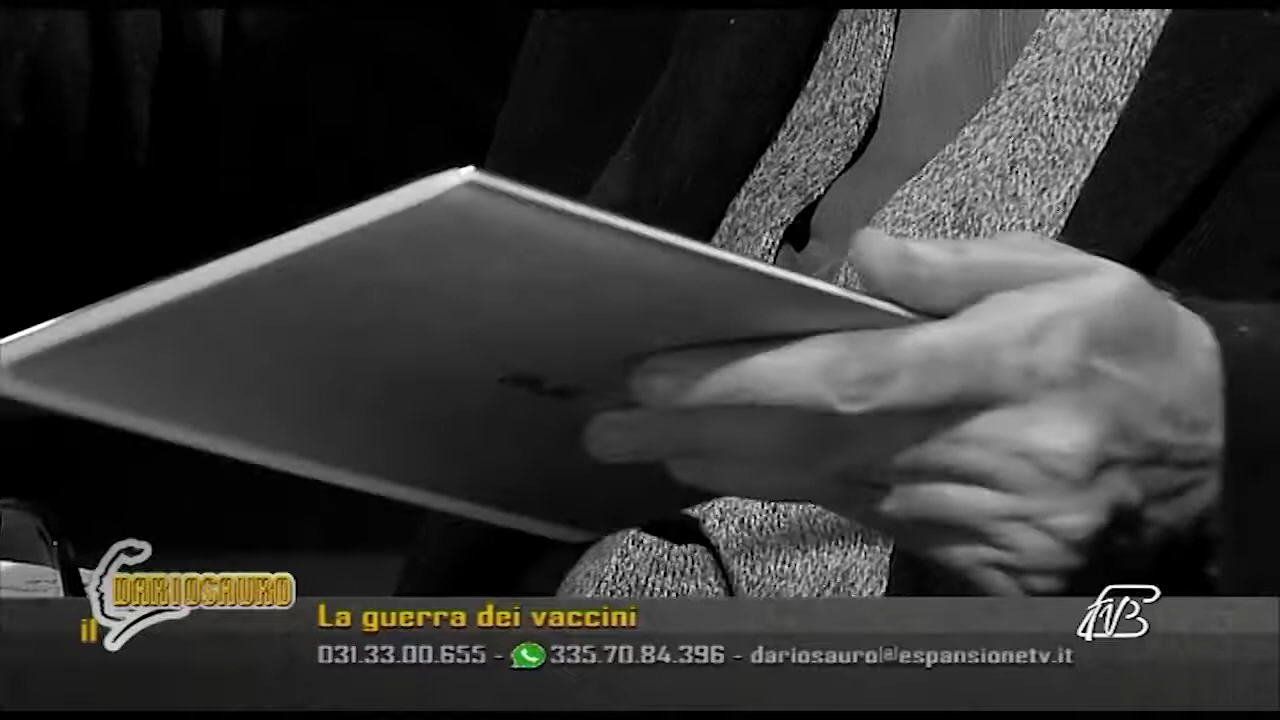 il DARIOSAURO
La guerra dei vaccini
031.33.00.655 - 335.70.84.396 - dariosauro@espansionetv.it